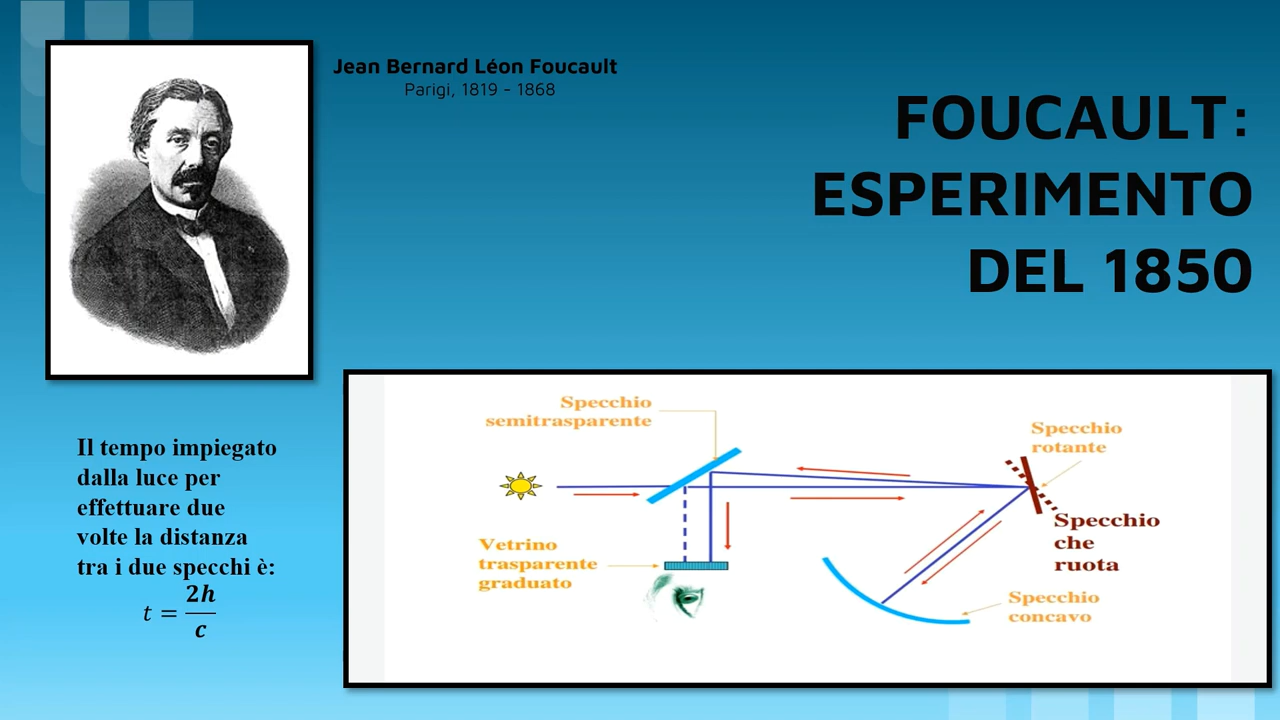 Jean Bernard Léon Foucault
Parigi, 1819 - 1868
FOUCAULT:
ESPERIMENTO
DEL 1850
Il tempo impiegato
dalla luce per
effettuare due
volte la distanza
tra i due specchi è:
t = 2h/c
Specchio
semitrasparente
Specchio
rotante
Specchio
che
ruota
Vetrino
trasparente
graduato
Specchio
concavo